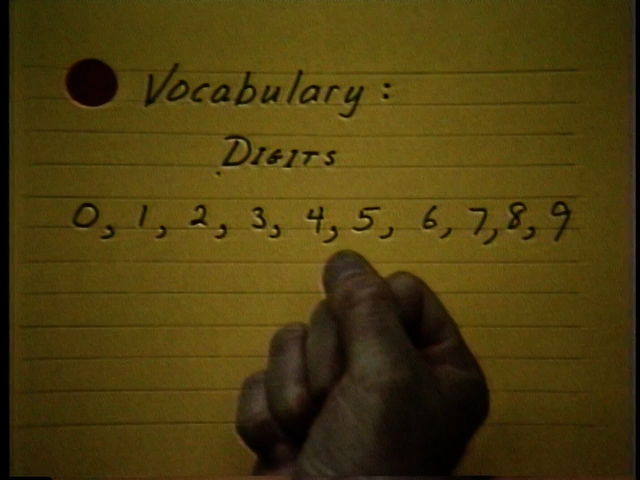 Vocabulary:
DIGITS
0, 1, 2, 3, 4, 5, 6, 7, 8, 9